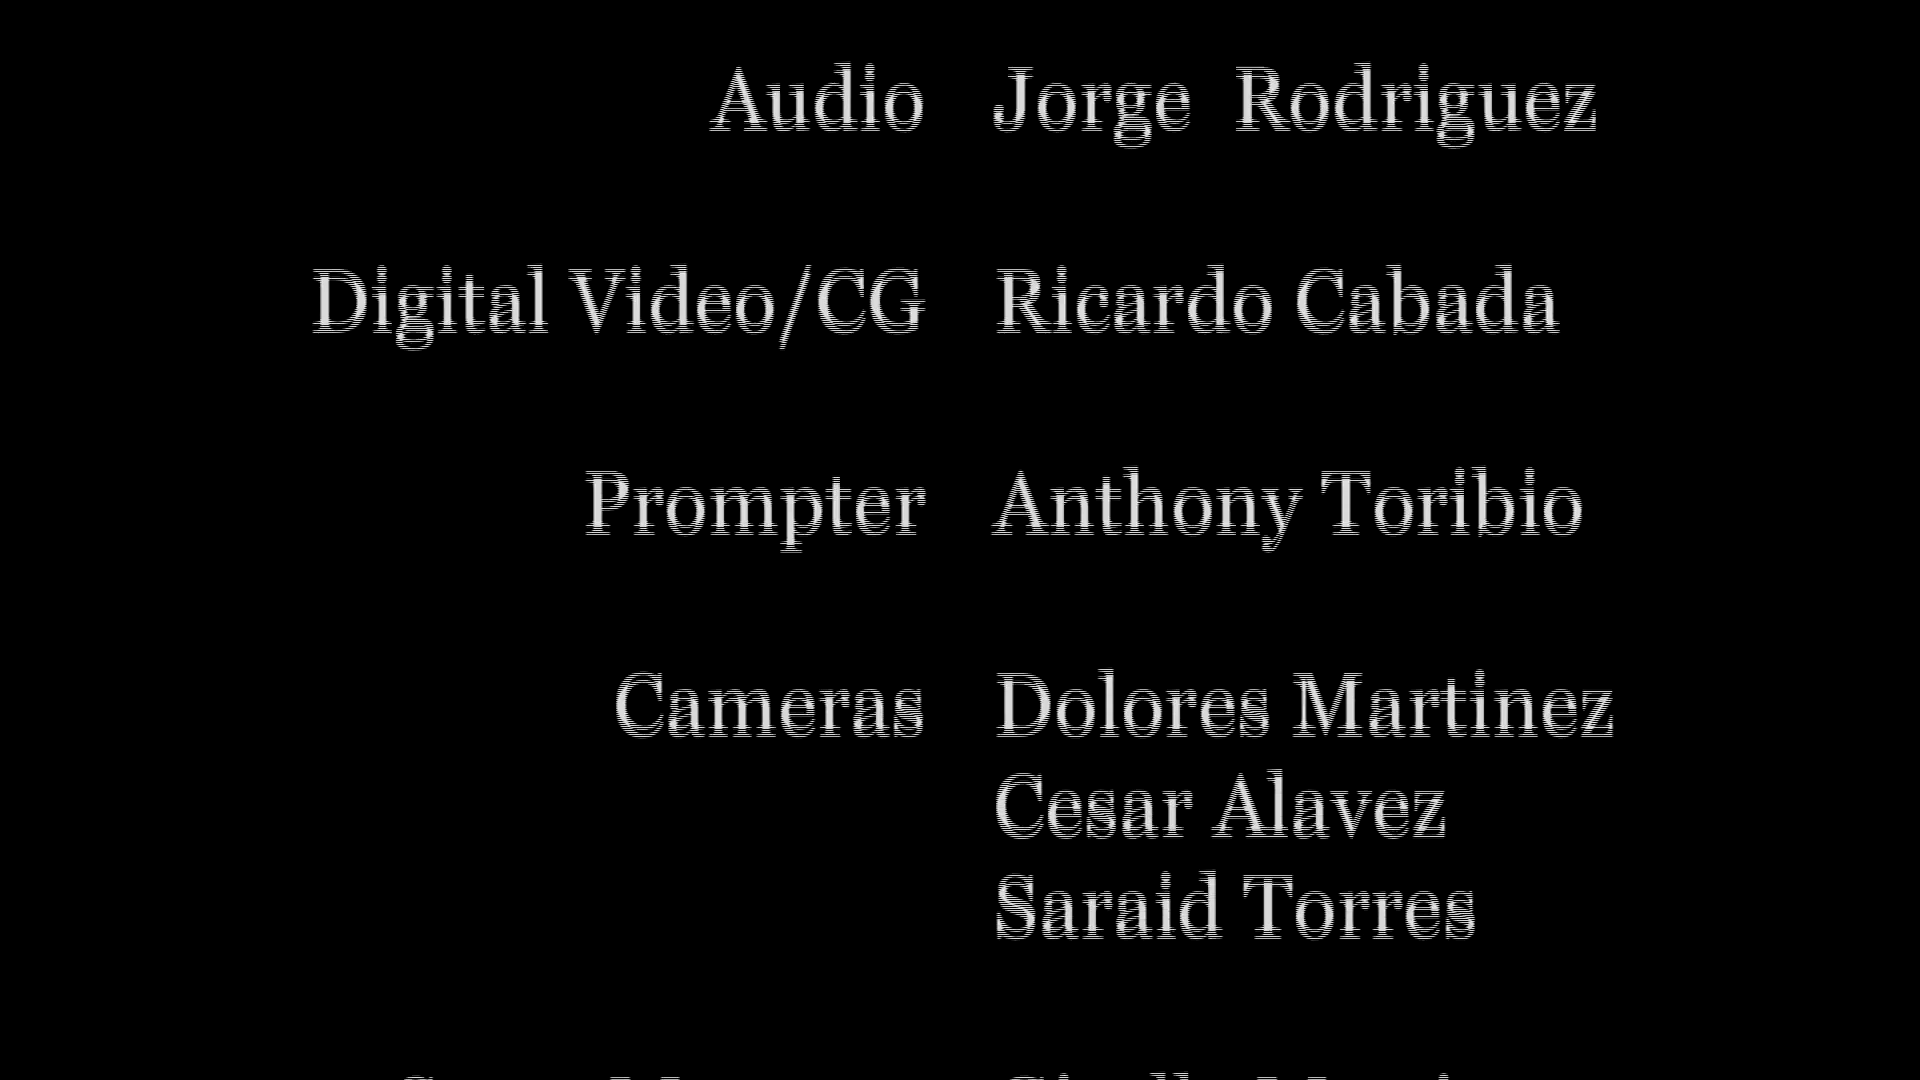 Audio Jorge Rodriguez
Digital Video/CG Ricardo Cabada
Prompter Anthony Toribio
Cameras Dolores Martinez
Cesar Alavez
Saraid Torres